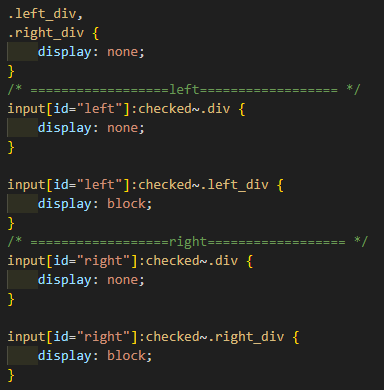 .left_div,
.right_div {
    display: none;
}
/* ==================left================== */
input[id="left"]:checked~.div {
    display: none;
}

input[id="left"]:checked~.left_div {
    display: block;
}
/* ==================right================== */
input[id="right"]:checked~.div {
    display: none;
}

input[id="right"]:checked~.right_div {
    display: block;
}